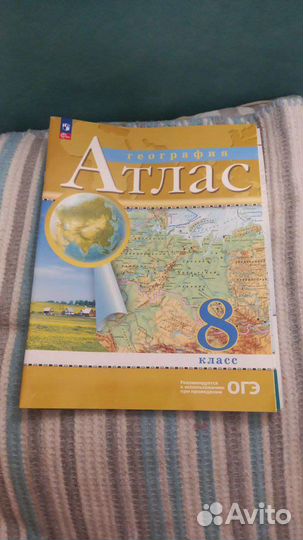 география
Атлас
8
класс
Рекомендуется
к использованию
при проведении
ОГЭ
Avito